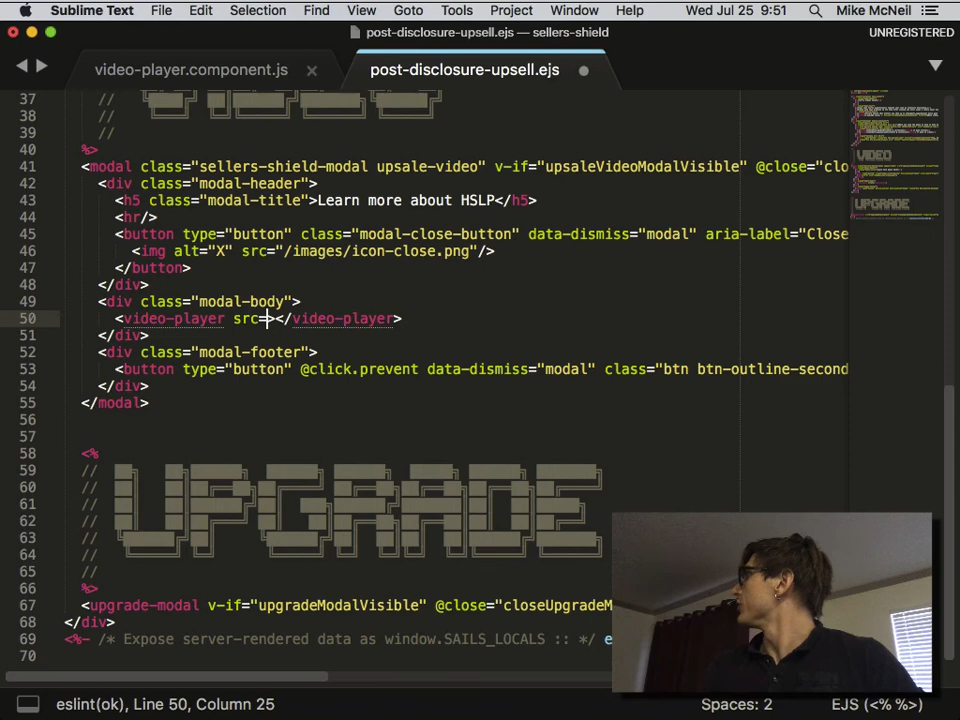 Sublime Text File Edit Selection Find View Goto Tools Project Window Help Wed Jul 25 9:51 Mike McNeil
post-disclosure-upsell.ejs — sellers-shield UNREGISTERED
video-player.component.js post-disclosure-upsell.ejs
37 //
38 //
39 //
40 %>
41 <modal class="sellers-shield-modal upsale-video" v-if="upsaleVideoModalVisible" @close="clo
42 <div class="modal-header">
43 <h5 class="modal-title">Learn more about HSLP</h5>
44 <hr/>
45 <button type="button" class="modal-close-button" data-dismiss="modal" aria-label="Close
46 <img alt="X" src="/images/icon-close.png"/>
47 </button>
48 </div>
49 <div class="modal-body">
50 <video-player src=></video-player>
51 </div>
52 <div class="modal-footer">
53 <button type="button" @click.prevent data-dismiss="modal" class="btn btn-outline-second
54 </div>
55 </modal>
56
57
58 <%
59 //
60 //
61 // UPGRADE
62 //
63 //
64 //
65 //
66 %>
67 <upgrade-modal v-if="upgradeModalVisible" @close="closeUpgradeM
68 </div>
69 <%- /* Expose server-rendered data as window.SAILS_LOCALS :: */ e
70
VIDEO
UPGRADE
eslint(ok), Line 50, Column 25 Spaces: 2 EJS (<% %>)